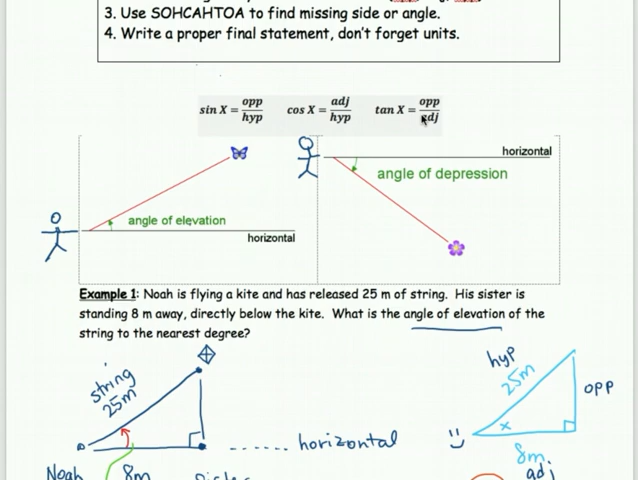 3. Use SOHCAHTOA to find missing side or angle.
4. Write a proper final statement, don't forget units.
sin X = opp/hyp cos X = adj/hyp tan X = opp/adj
horizontal
angle of depression
angle of elevation
horizontal
Example 1: Noah is flying a kite and has released 25 m of string. His sister is
standing 8 m away, directly below the kite. What is the angle of elevation of the
string to the nearest degree?
string
25m
hyp
25m
opp
x
horizontal
Noah
8m
8m
adj